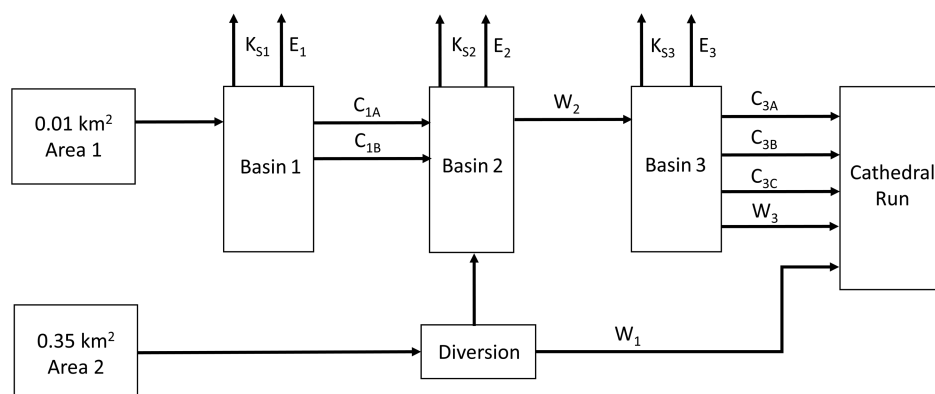 K_S1 E_1
K_S2 E_2
K_S3 E_3
0.01 km²
Area 1
Basin 1
C_1A
C_1B
Basin 2
W_2
Basin 3
C_3A
C_3B
C_3C
W_3
Cathedral
Run
0.35 km²
Area 2
Diversion
W_1